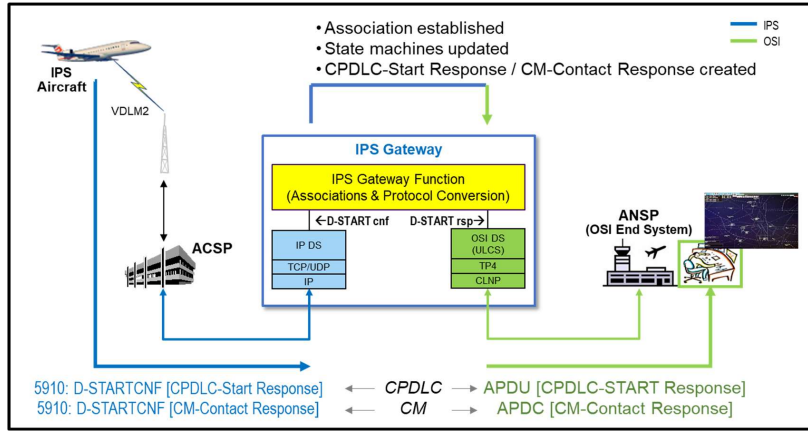 • Association established
• State machines updated
• CPDLC-Start Response / CM-Contact Response created
IPS
OSI
IPS
Aircraft
VDLM2
IPS Gateway
IPS Gateway Function
(Associations & Protocol Conversion)
D-START cnf
D-START rsp
ACSP
ANSP
(OSI End System)
IP DS
TCP/UDP
IP
OSI DS
(ULCS)
TP4
CLNP
5910: D-STARTCNF [CPDLC-Start Response]
CPDLC
APDU [CPDLC-START Response]
5910: D-STARTCNF [CM-Contact Response]
CM
APDC [CM-Contact Response]